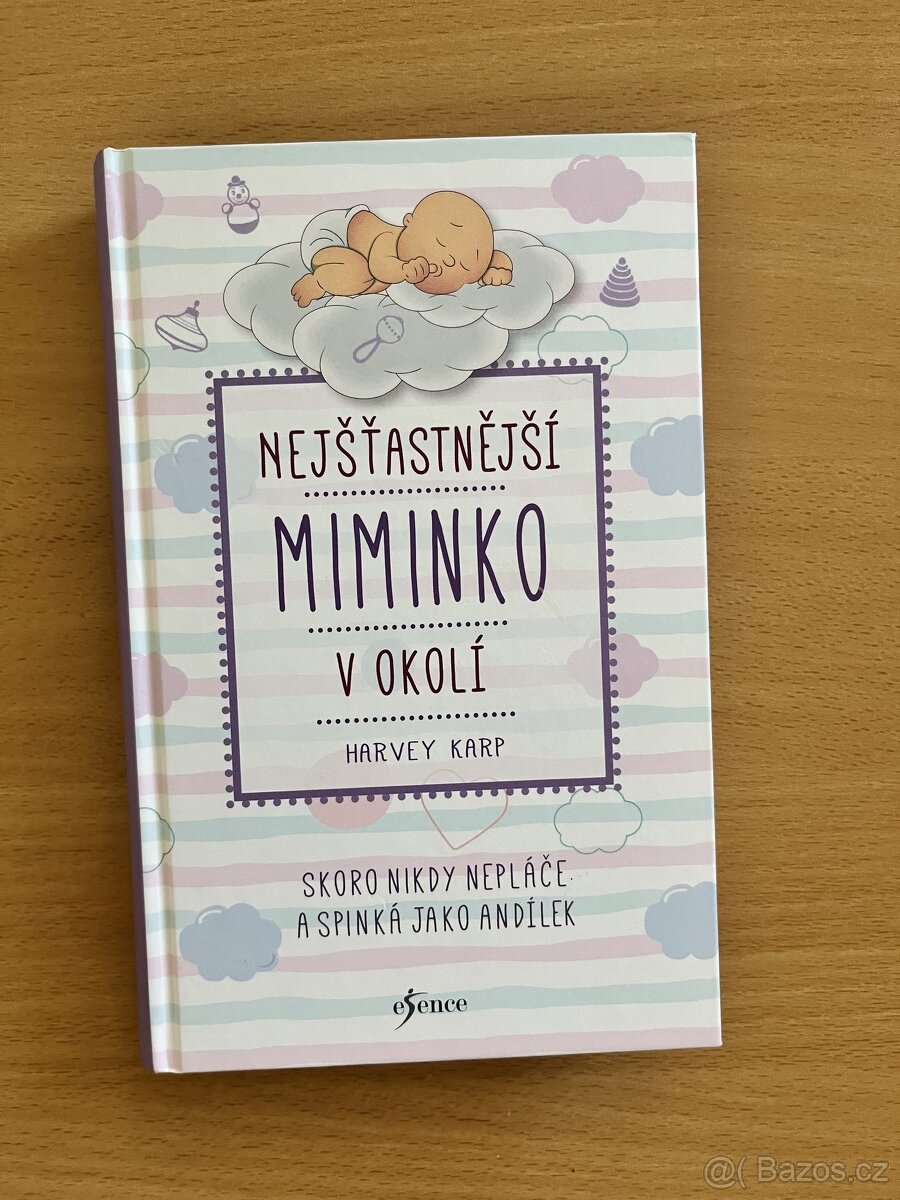 NEJŠŤASTNĚJŠÍ
MIMINKO
V OKOLÍ
HARVEY KARP
SKORO NIKDY NEPLÁČE
A SPINKÁ JAKO ANDÍLEK
esence
@( Bazos.cz